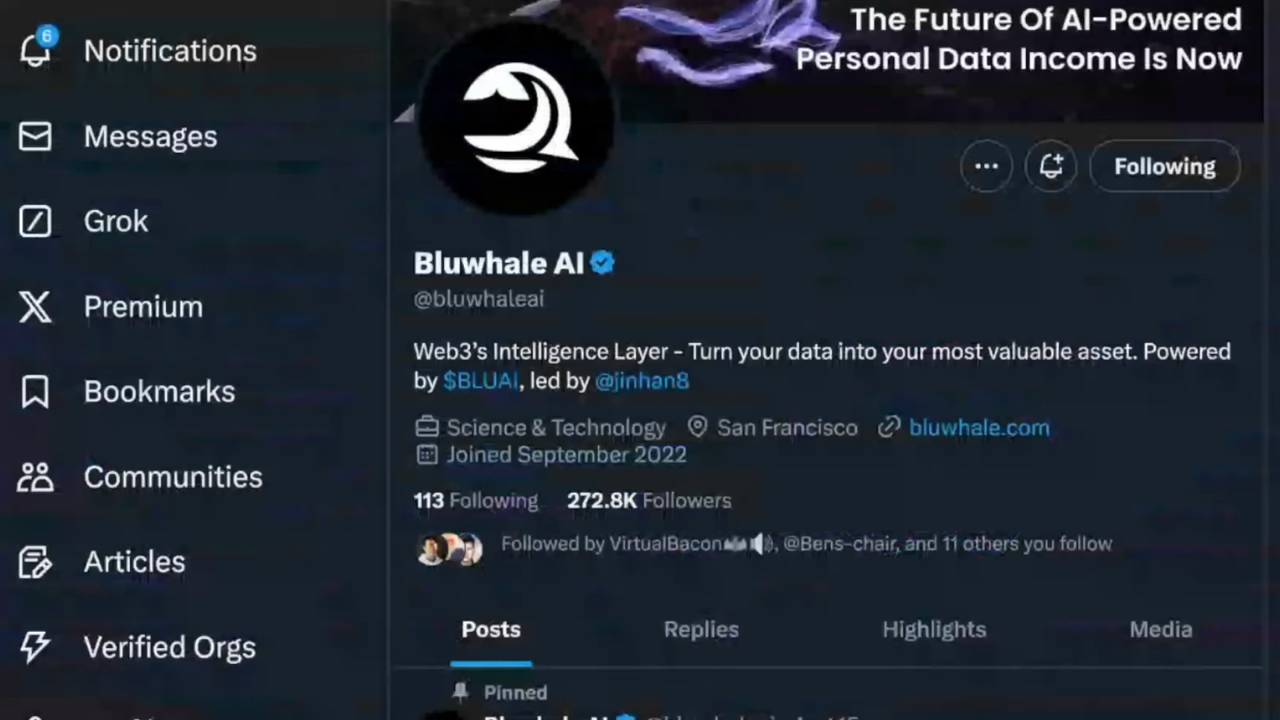 6
Notifications
Messages
Grok
Premium
Bookmarks
Communities
Articles
Verified Orgs
The Future Of AI-Powered
Personal Data Income Is Now
Following
Bluwhale AI
@bluwhaleai
Web3's Intelligence Layer - Turn your data into your most valuable asset. Powered
by $BLUAI, led by @jinhan8
Science & Technology San Francisco bluwhale.com
Joined September 2022
113 Following 272.8K Followers
Followed by VirtualBacon, @Bens-chair, and 11 others you follow
Posts Replies Highlights Media
Pinned
Bluwhale AI